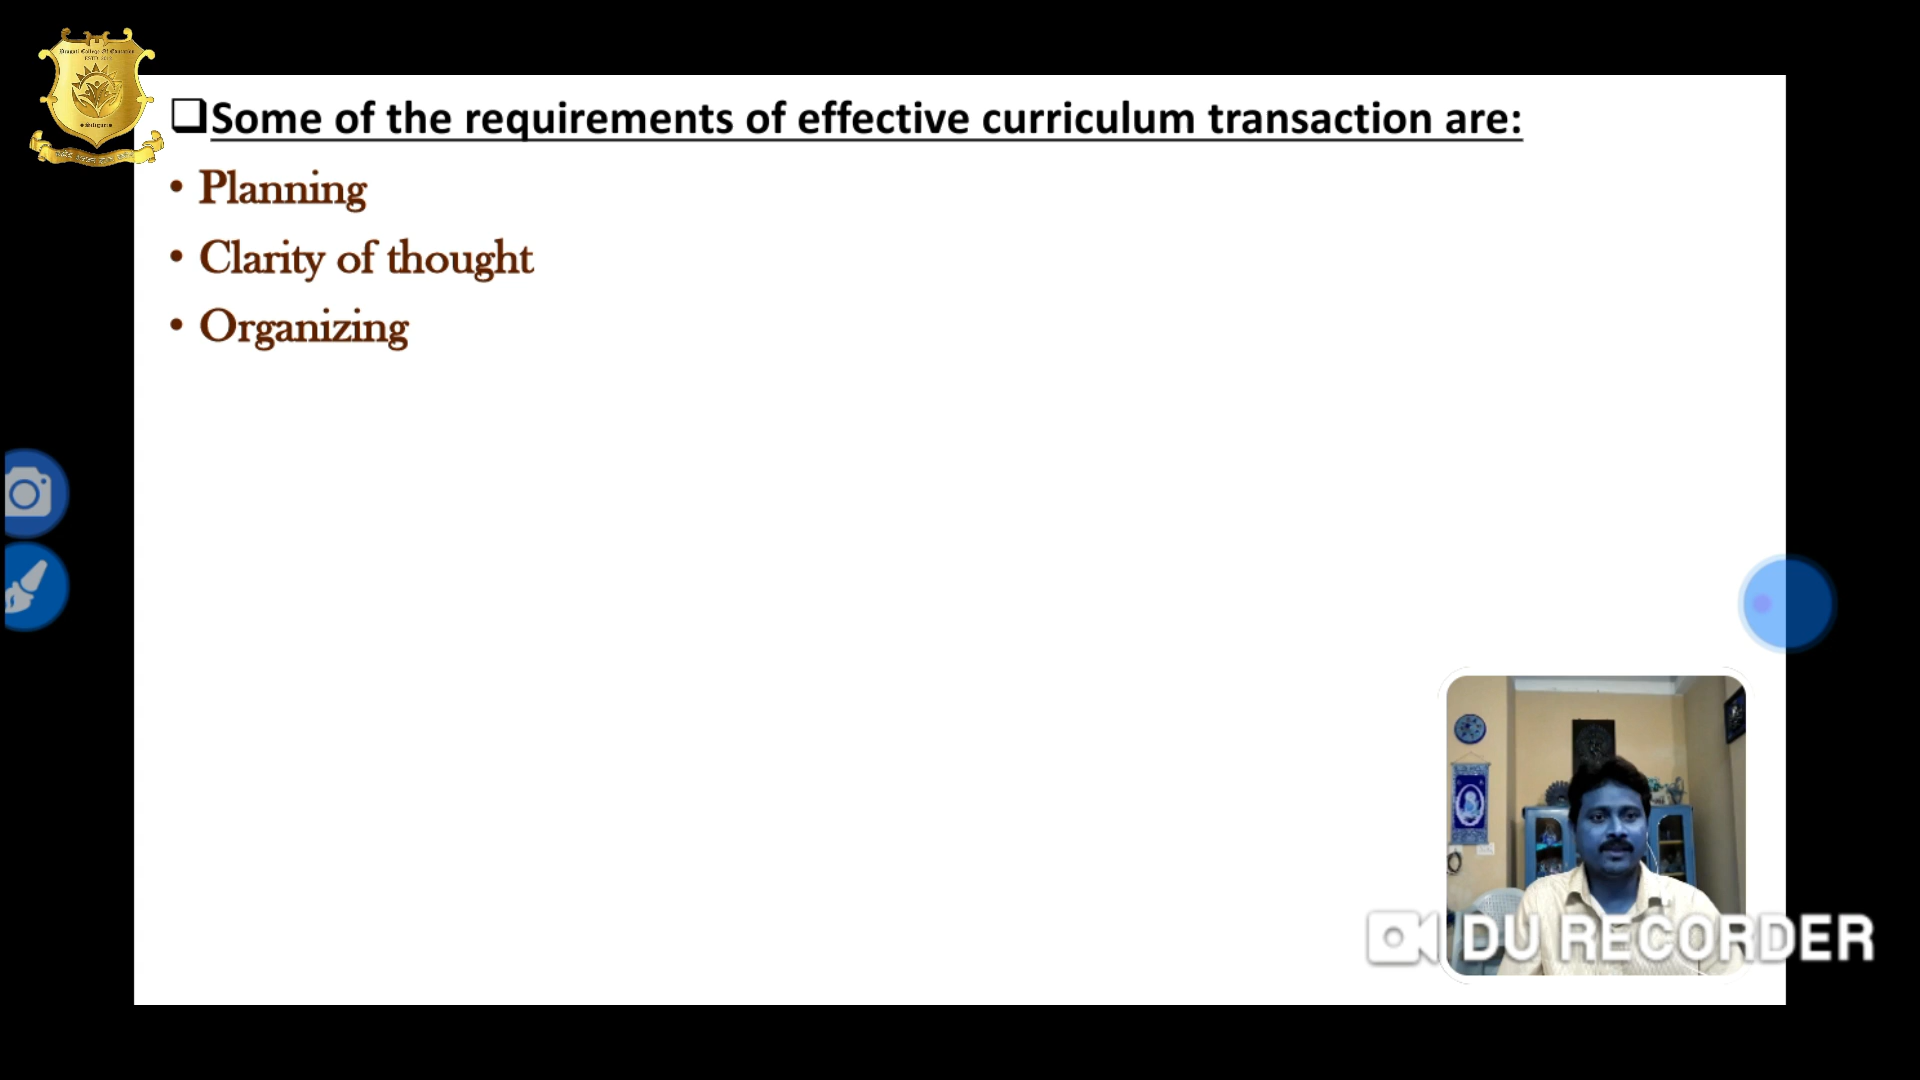 ❑Some of the requirements of effective curriculum transaction are:
• Planning
• Clarity of thought
• Organizing
DU RECORDER